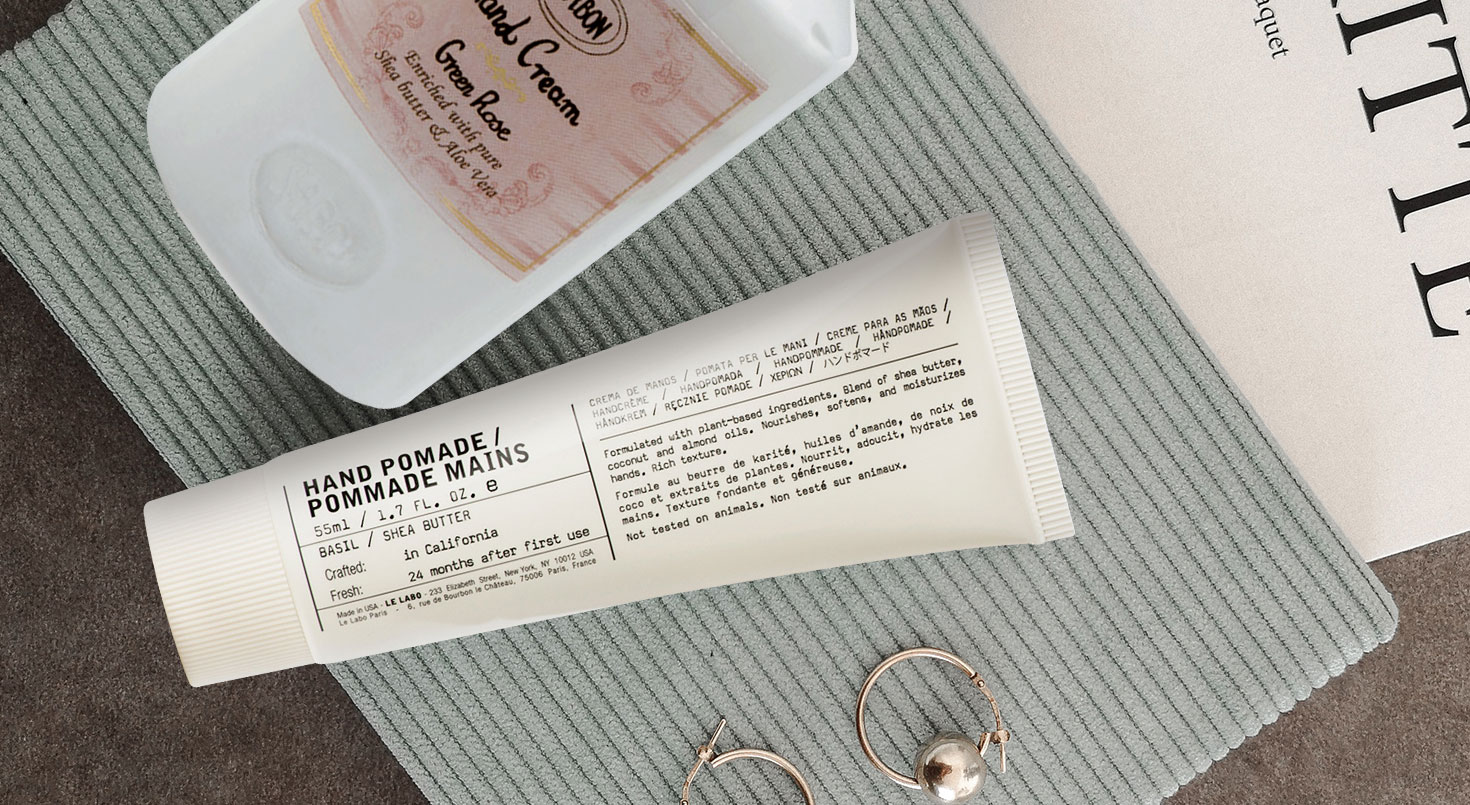 BON
and Cream
Green Rose
Enriched with pure
Shea butter & Aloe Vera
HAND POMADE /
POMMADE MAINS
55ml / 1.7 FL. OZ. e
BASIL / SHEA BUTTER
Crafted: in California
Fresh: 24 months after first use
Made in USA - LE LABO - 233 Elizabeth Street, New York, NY 10012 USA
Le Labo Paris - 6, rue de Bourbon le Château, 75006 Paris, France
CREMA DE MANOS / POMATA PER LE MANI / CREME PARA AS MÃOS /
HANDCRÈME / HANDPOMADA / HANDPOMMADE / HÅNDPOMADE /
HÅNDKREM / RĘCZNIE POMADE / ΧΕΡΙΟΝ / ハンドポマード
Formulated with plant-based ingredients. Blend of shea butter,
coconut and almond oils. Nourishes, softens, and moisturizes
hands. Rich texture.
Formule au beurre de karité, huiles d'amande, de noix de
coco et extraits de plantes. Nourrit, adoucit, hydrate les
mains. Texture fondante et généreuse.
Not tested on animals. Non testé sur animaux.
aquet
ITTE